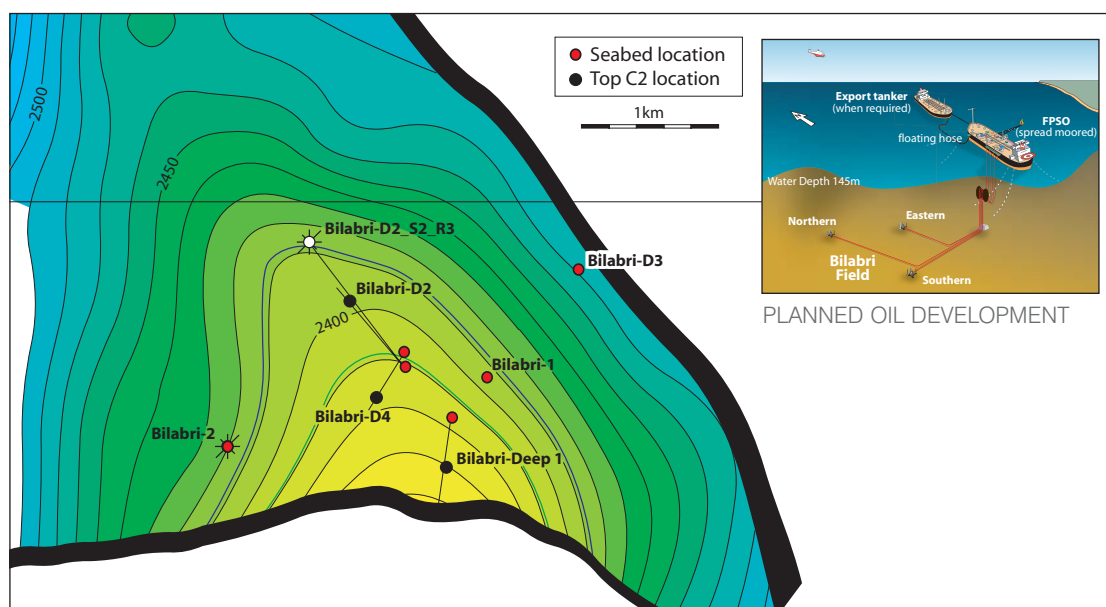 2500
2450
2400
Seabed location
Top C2 location
1km
Bilabri-D2_S2_R3
Bilabri-D2
Bilabri-D3
Bilabri-1
Bilabri-D4
Bilabri-2
Bilabri-Deep 1
Export tanker
(when required)
FPSO
(spread moored)
floating hose
Water Depth 145m
Northern
Eastern
Bilabri
Field
Southern
PLANNED OIL DEVELOPMENT